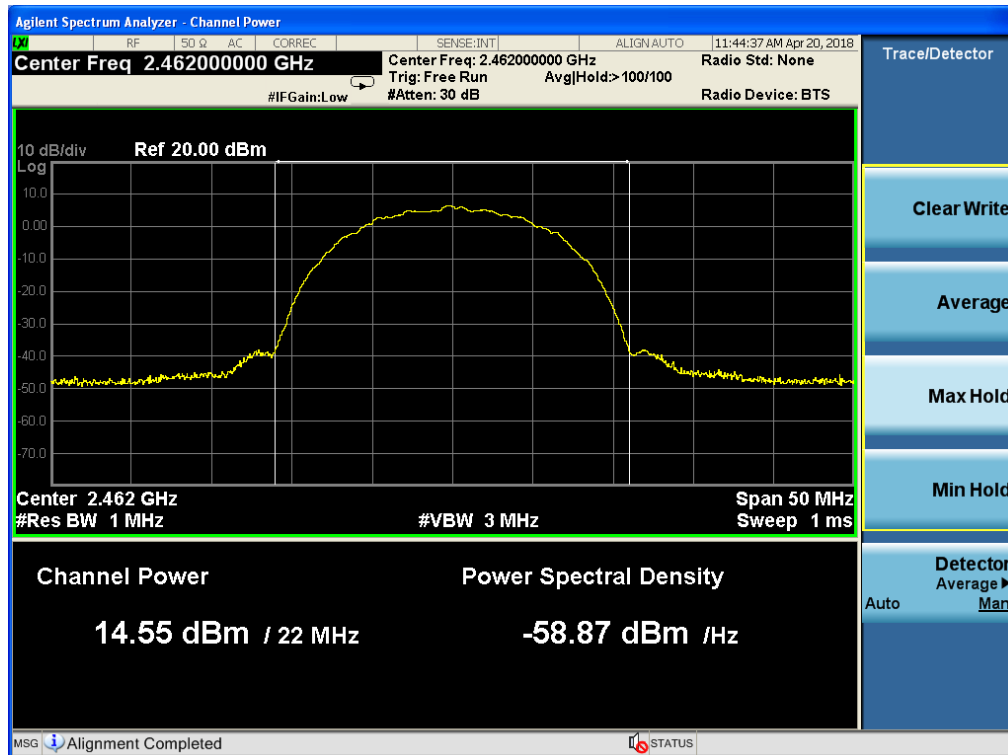 Agilent Spectrum Analyzer - Channel Power
LXI RF 50 Ω AC CORREC SENSE:INT ALIGN AUTO 11:44:37 AM Apr 20, 2018
Center Freq 2.462000000 GHz
Center Freq: 2.462000000 GHz
Radio Std: None
Trig: Free Run Avg|Hold:>100/100
#IFGain:Low
#Atten: 30 dB
Radio Device: BTS
Trace/Detector
10 dB/div Ref 20.00 dBm
Log
10.0
0.00
-10.0
-20.0
-30.0
-40.0
-50.0
-60.0
-70.0
Center 2.462 GHz Span 50 MHz
#Res BW 1 MHz #VBW 3 MHz Sweep 1 ms
Channel Power
Power Spectral Density
14.55 dBm / 22 MHz
-58.87 dBm /Hz
Clear Write
Average
Max Hold
Min Hold
Detector
Average
Auto Man
MSG Alignment Completed STATUS